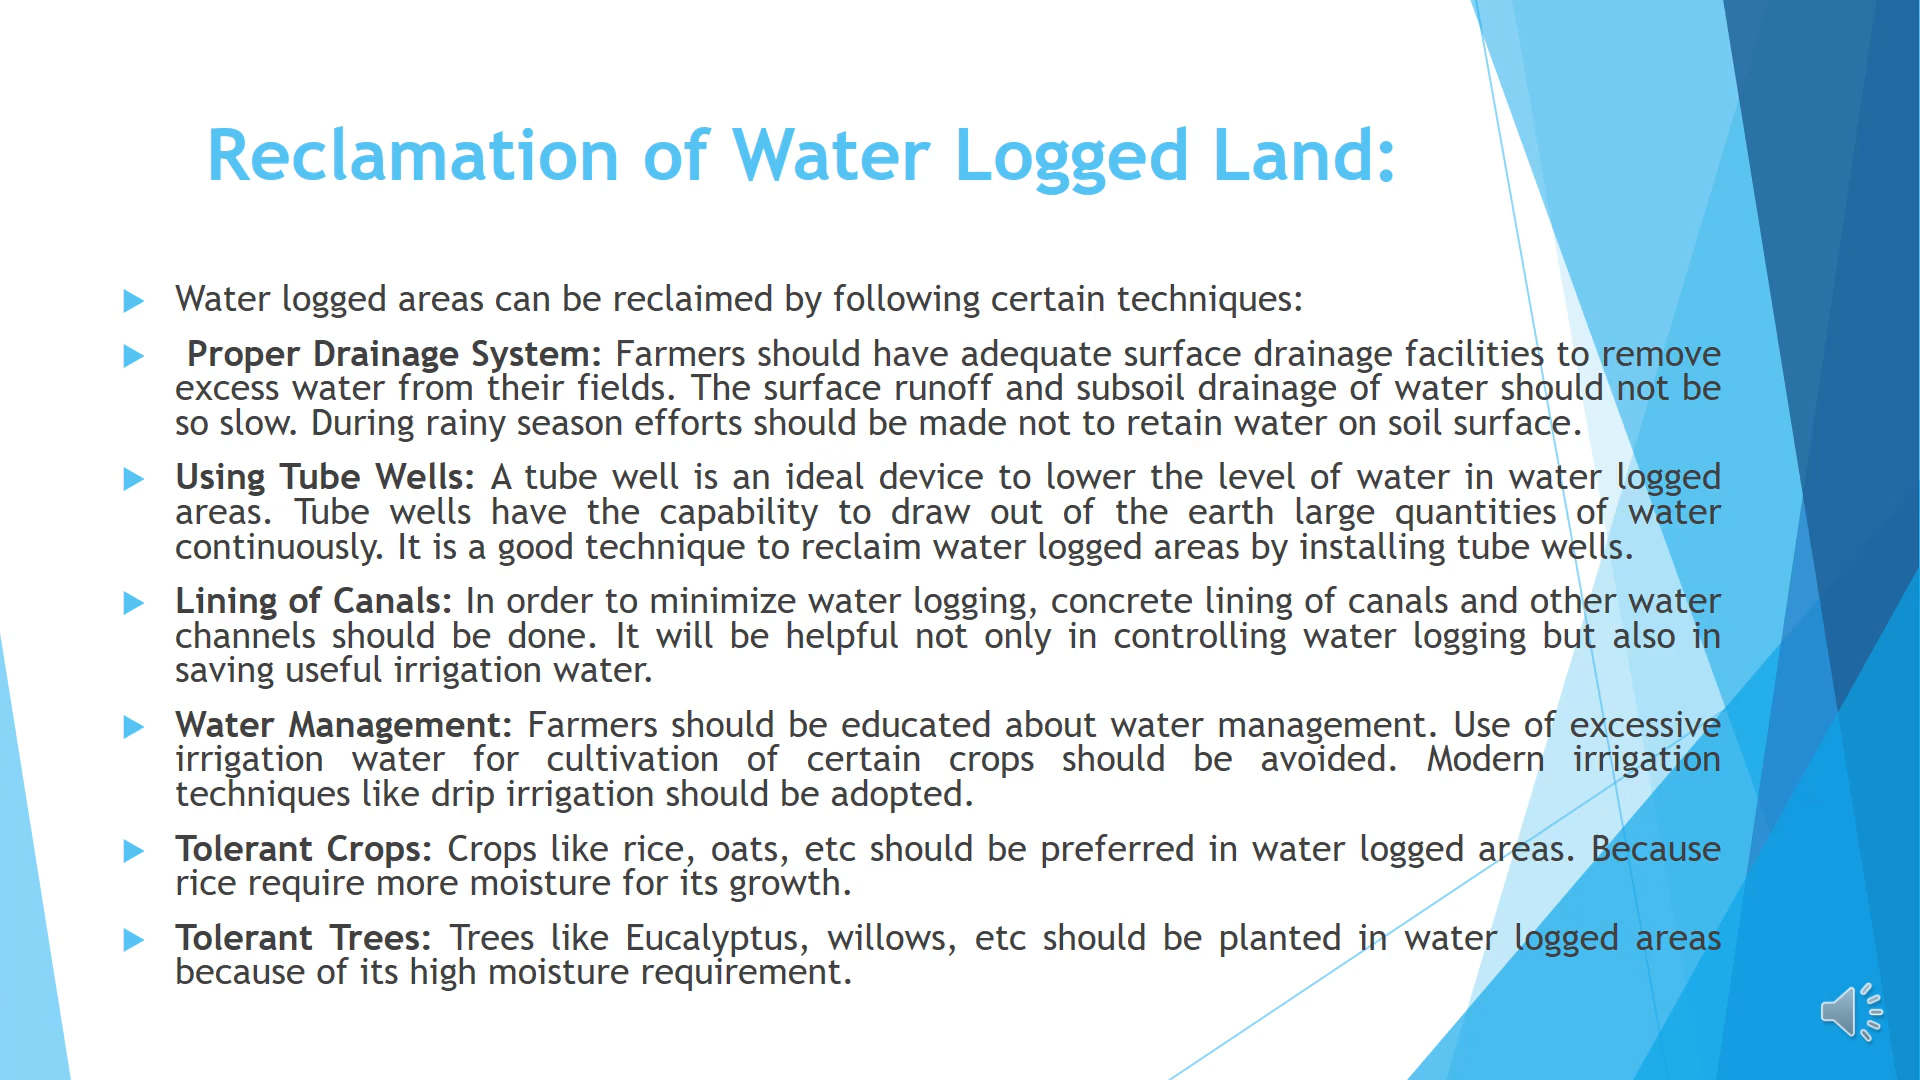 Reclamation of Water Logged Land:
Water logged areas can be reclaimed by following certain techniques:
Proper Drainage System: Farmers should have adequate surface drainage facilities to remove
excess water from their fields. The surface runoff and subsoil drainage of water should not be
so slow. During rainy season efforts should be made not to retain water on soil surface.
Using Tube Wells: A tube well is an ideal device to lower the level of water in water logged
areas. Tube wells have the capability to draw out of the earth large quantities of water
continuously. It is a good technique to reclaim water logged areas by installing tube wells.
Lining of Canals: In order to minimize water logging, concrete lining of canals and other water
channels should be done. It will be helpful not only in controlling water logging but also in
saving useful irrigation water.
Water Management: Farmers should be educated about water management. Use of excessive
irrigation water for cultivation of certain crops should be avoided. Modern irrigation
techniques like drip irrigation should be adopted.
Tolerant Crops: Crops like rice, oats, etc should be preferred in water logged areas. Because
rice require more moisture for its growth.
Tolerant Trees: Trees like Eucalyptus, willows, etc should be planted in water logged areas
because of its high moisture requirement.